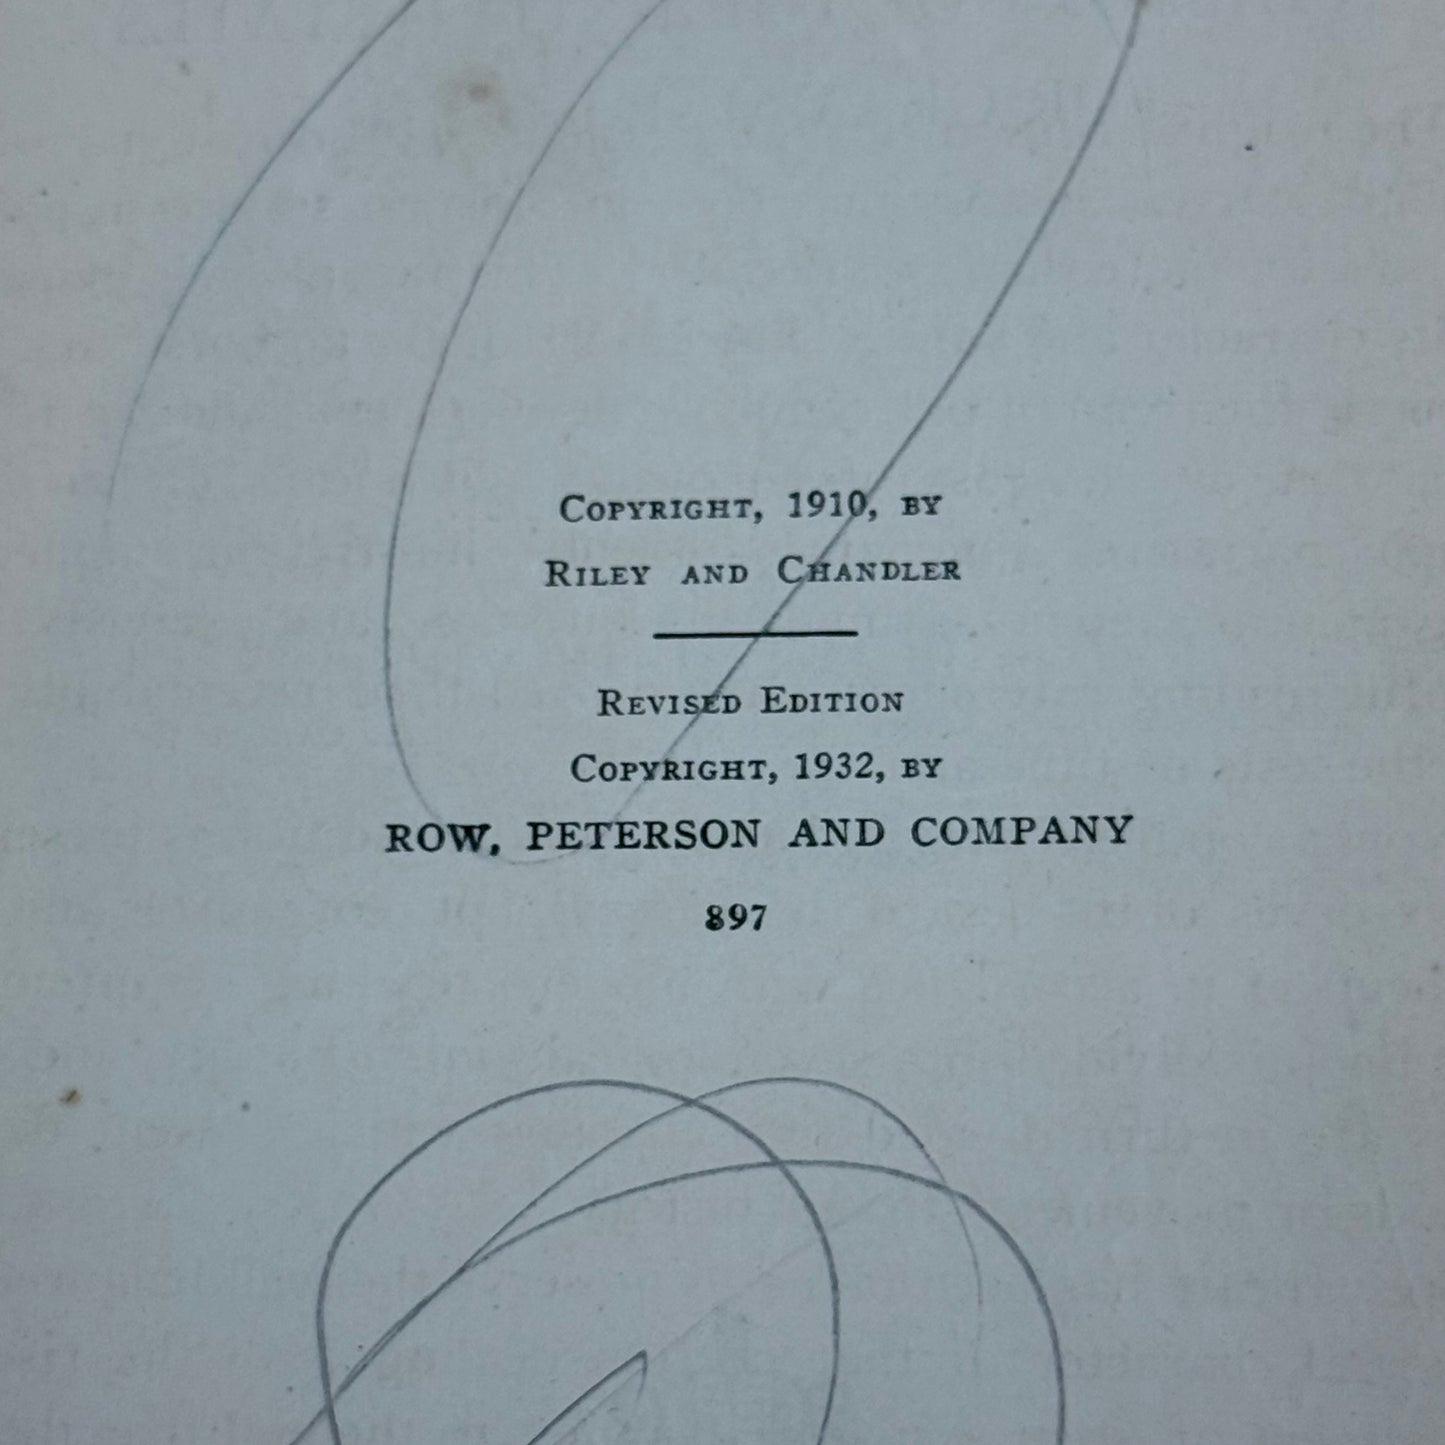 COPYRIGHT, 1910, BY
RILEY AND CHANDLER
REVISED EDITION
COPYRIGHT, 1932, BY
ROW, PETERSON AND COMPANY
897